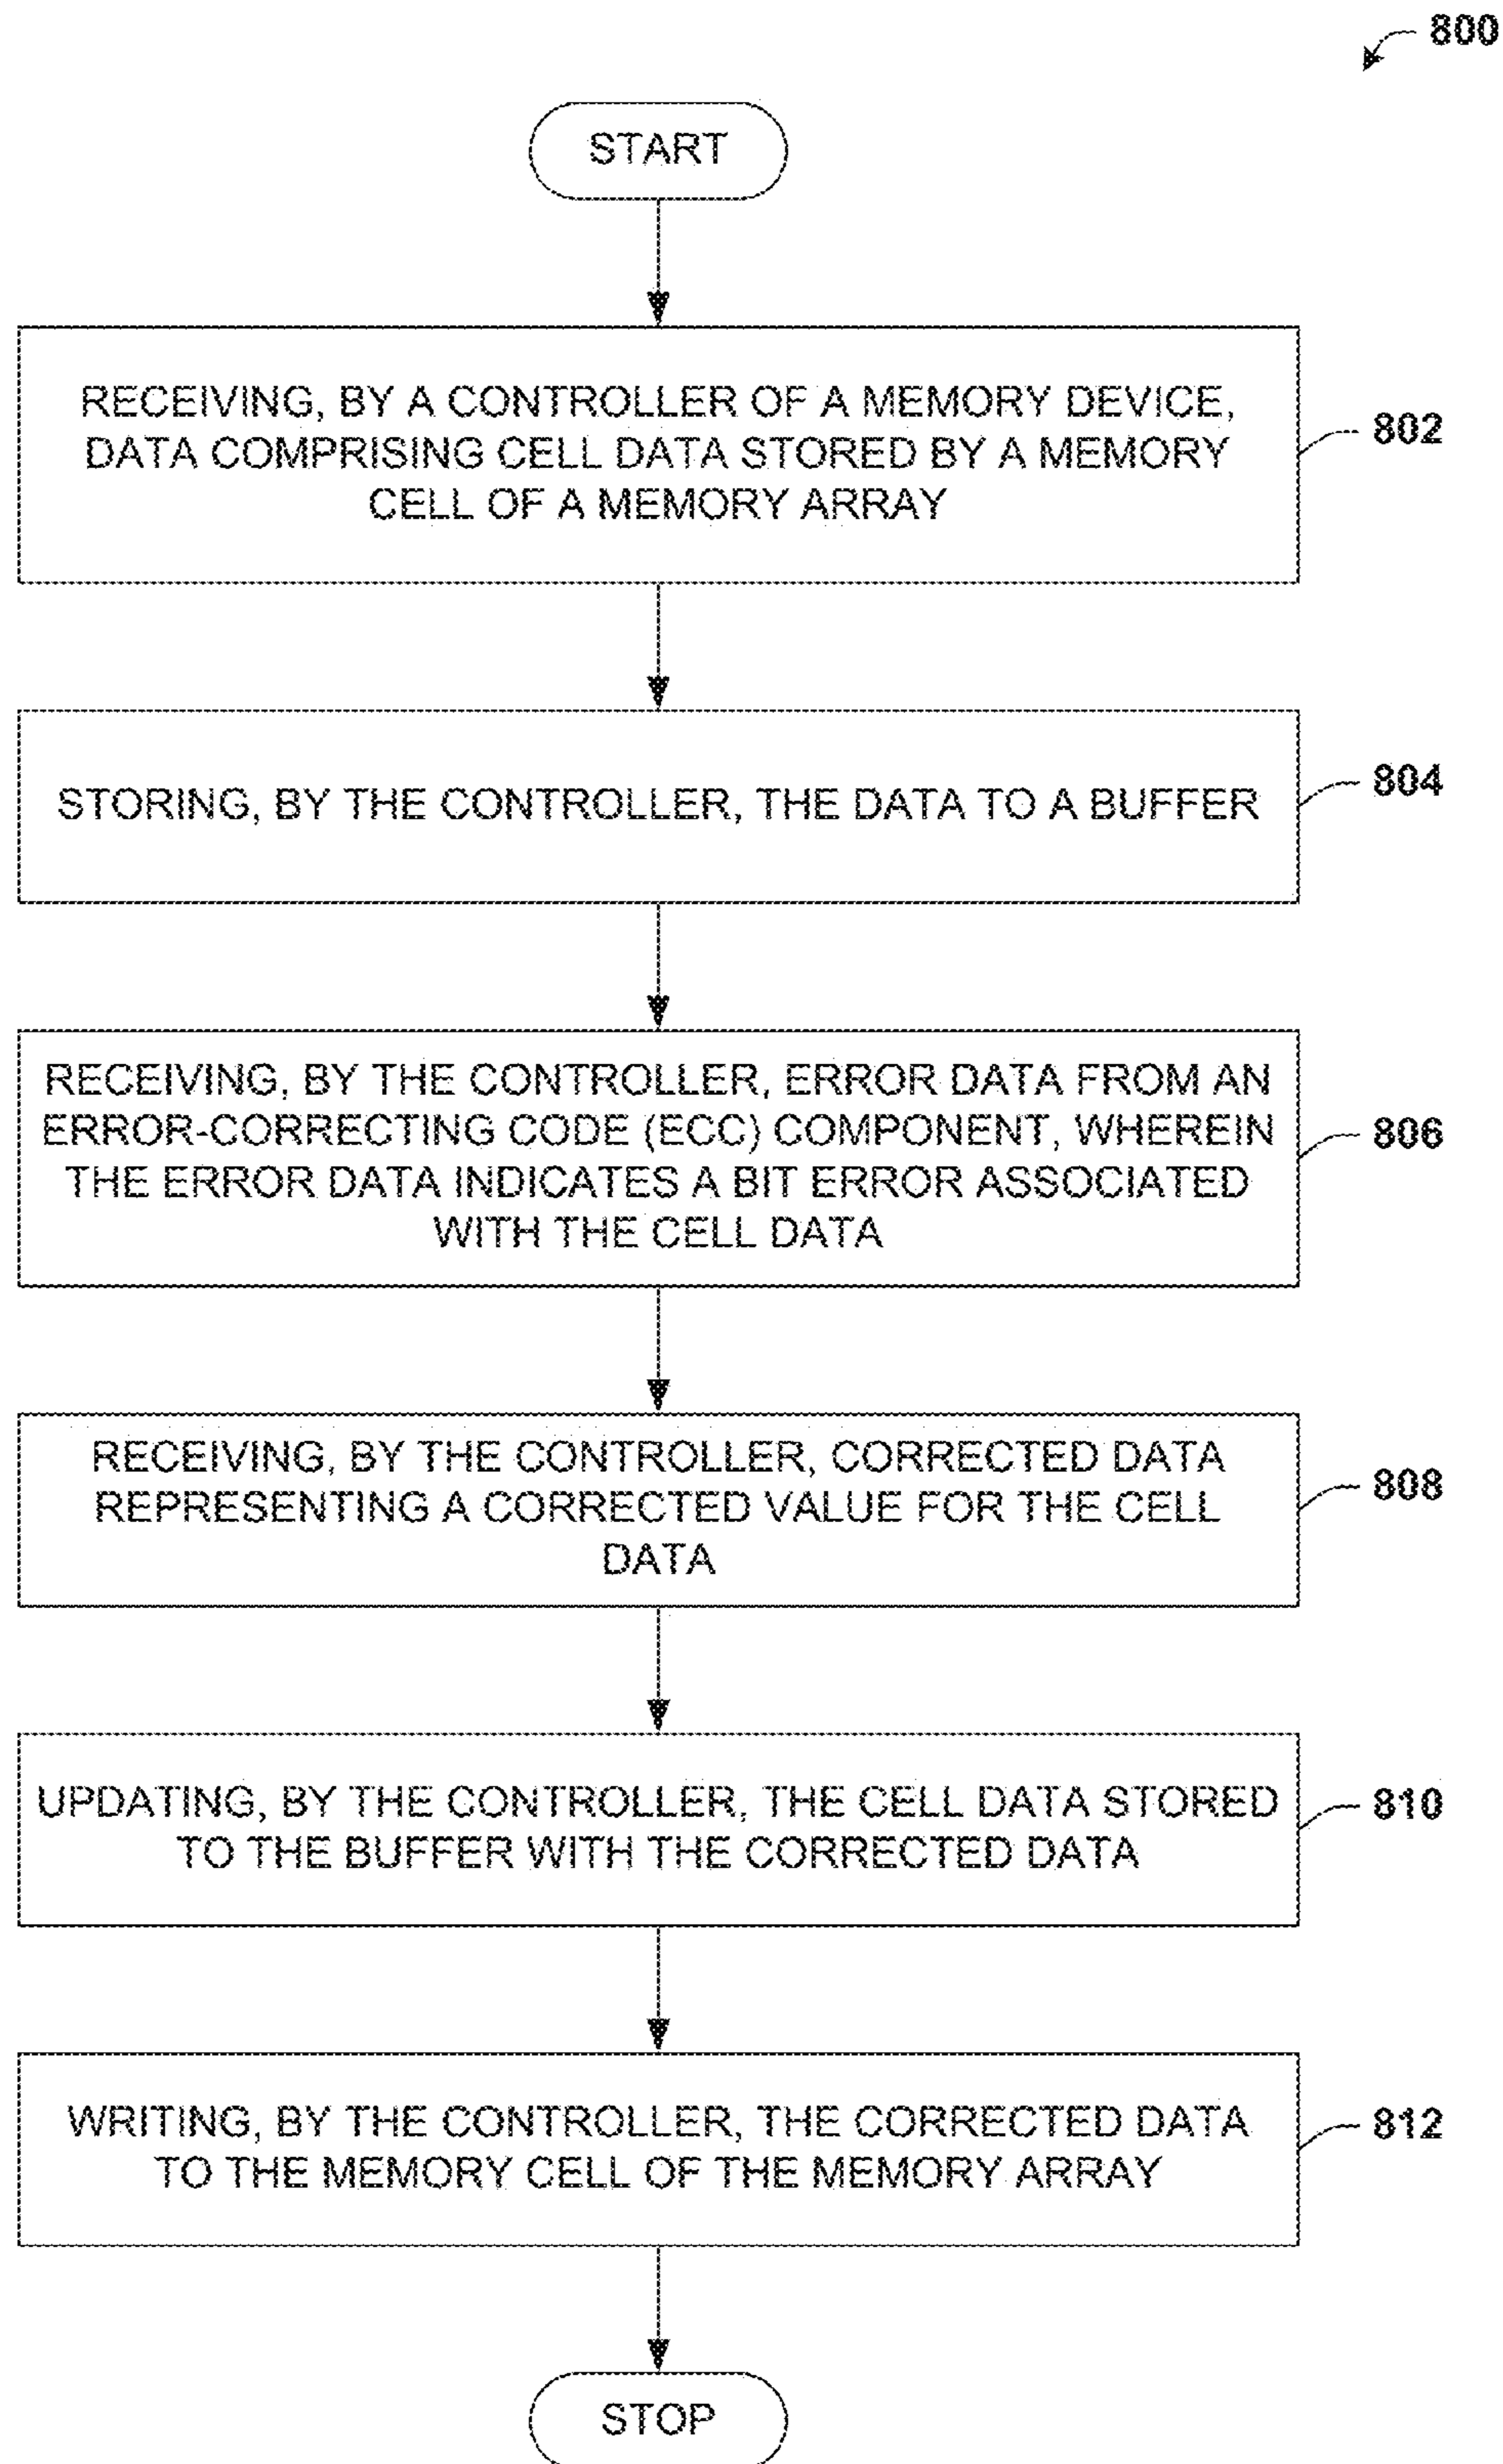 800
START
RECEIVING, BY A CONTROLLER OF A MEMORY DEVICE,
DATA COMPRISING CELL DATA STORED BY A MEMORY
CELL OF A MEMORY ARRAY
802
STORING, BY THE CONTROLLER, THE DATA TO A BUFFER
804
RECEIVING, BY THE CONTROLLER, ERROR DATA FROM AN
ERROR-CORRECTING CODE (ECC) COMPONENT, WHEREIN
THE ERROR DATA INDICATES A BIT ERROR ASSOCIATED
WITH THE CELL DATA
806
RECEIVING, BY THE CONTROLLER, CORRECTED DATA
REPRESENTING A CORRECTED VALUE FOR THE CELL
DATA
808
UPDATING, BY THE CONTROLLER, THE CELL DATA STORED
TO THE BUFFER WITH THE CORRECTED DATA
810
WRITING, BY THE CONTROLLER, THE CORRECTED DATA
TO THE MEMORY CELL OF THE MEMORY ARRAY
812
STOP